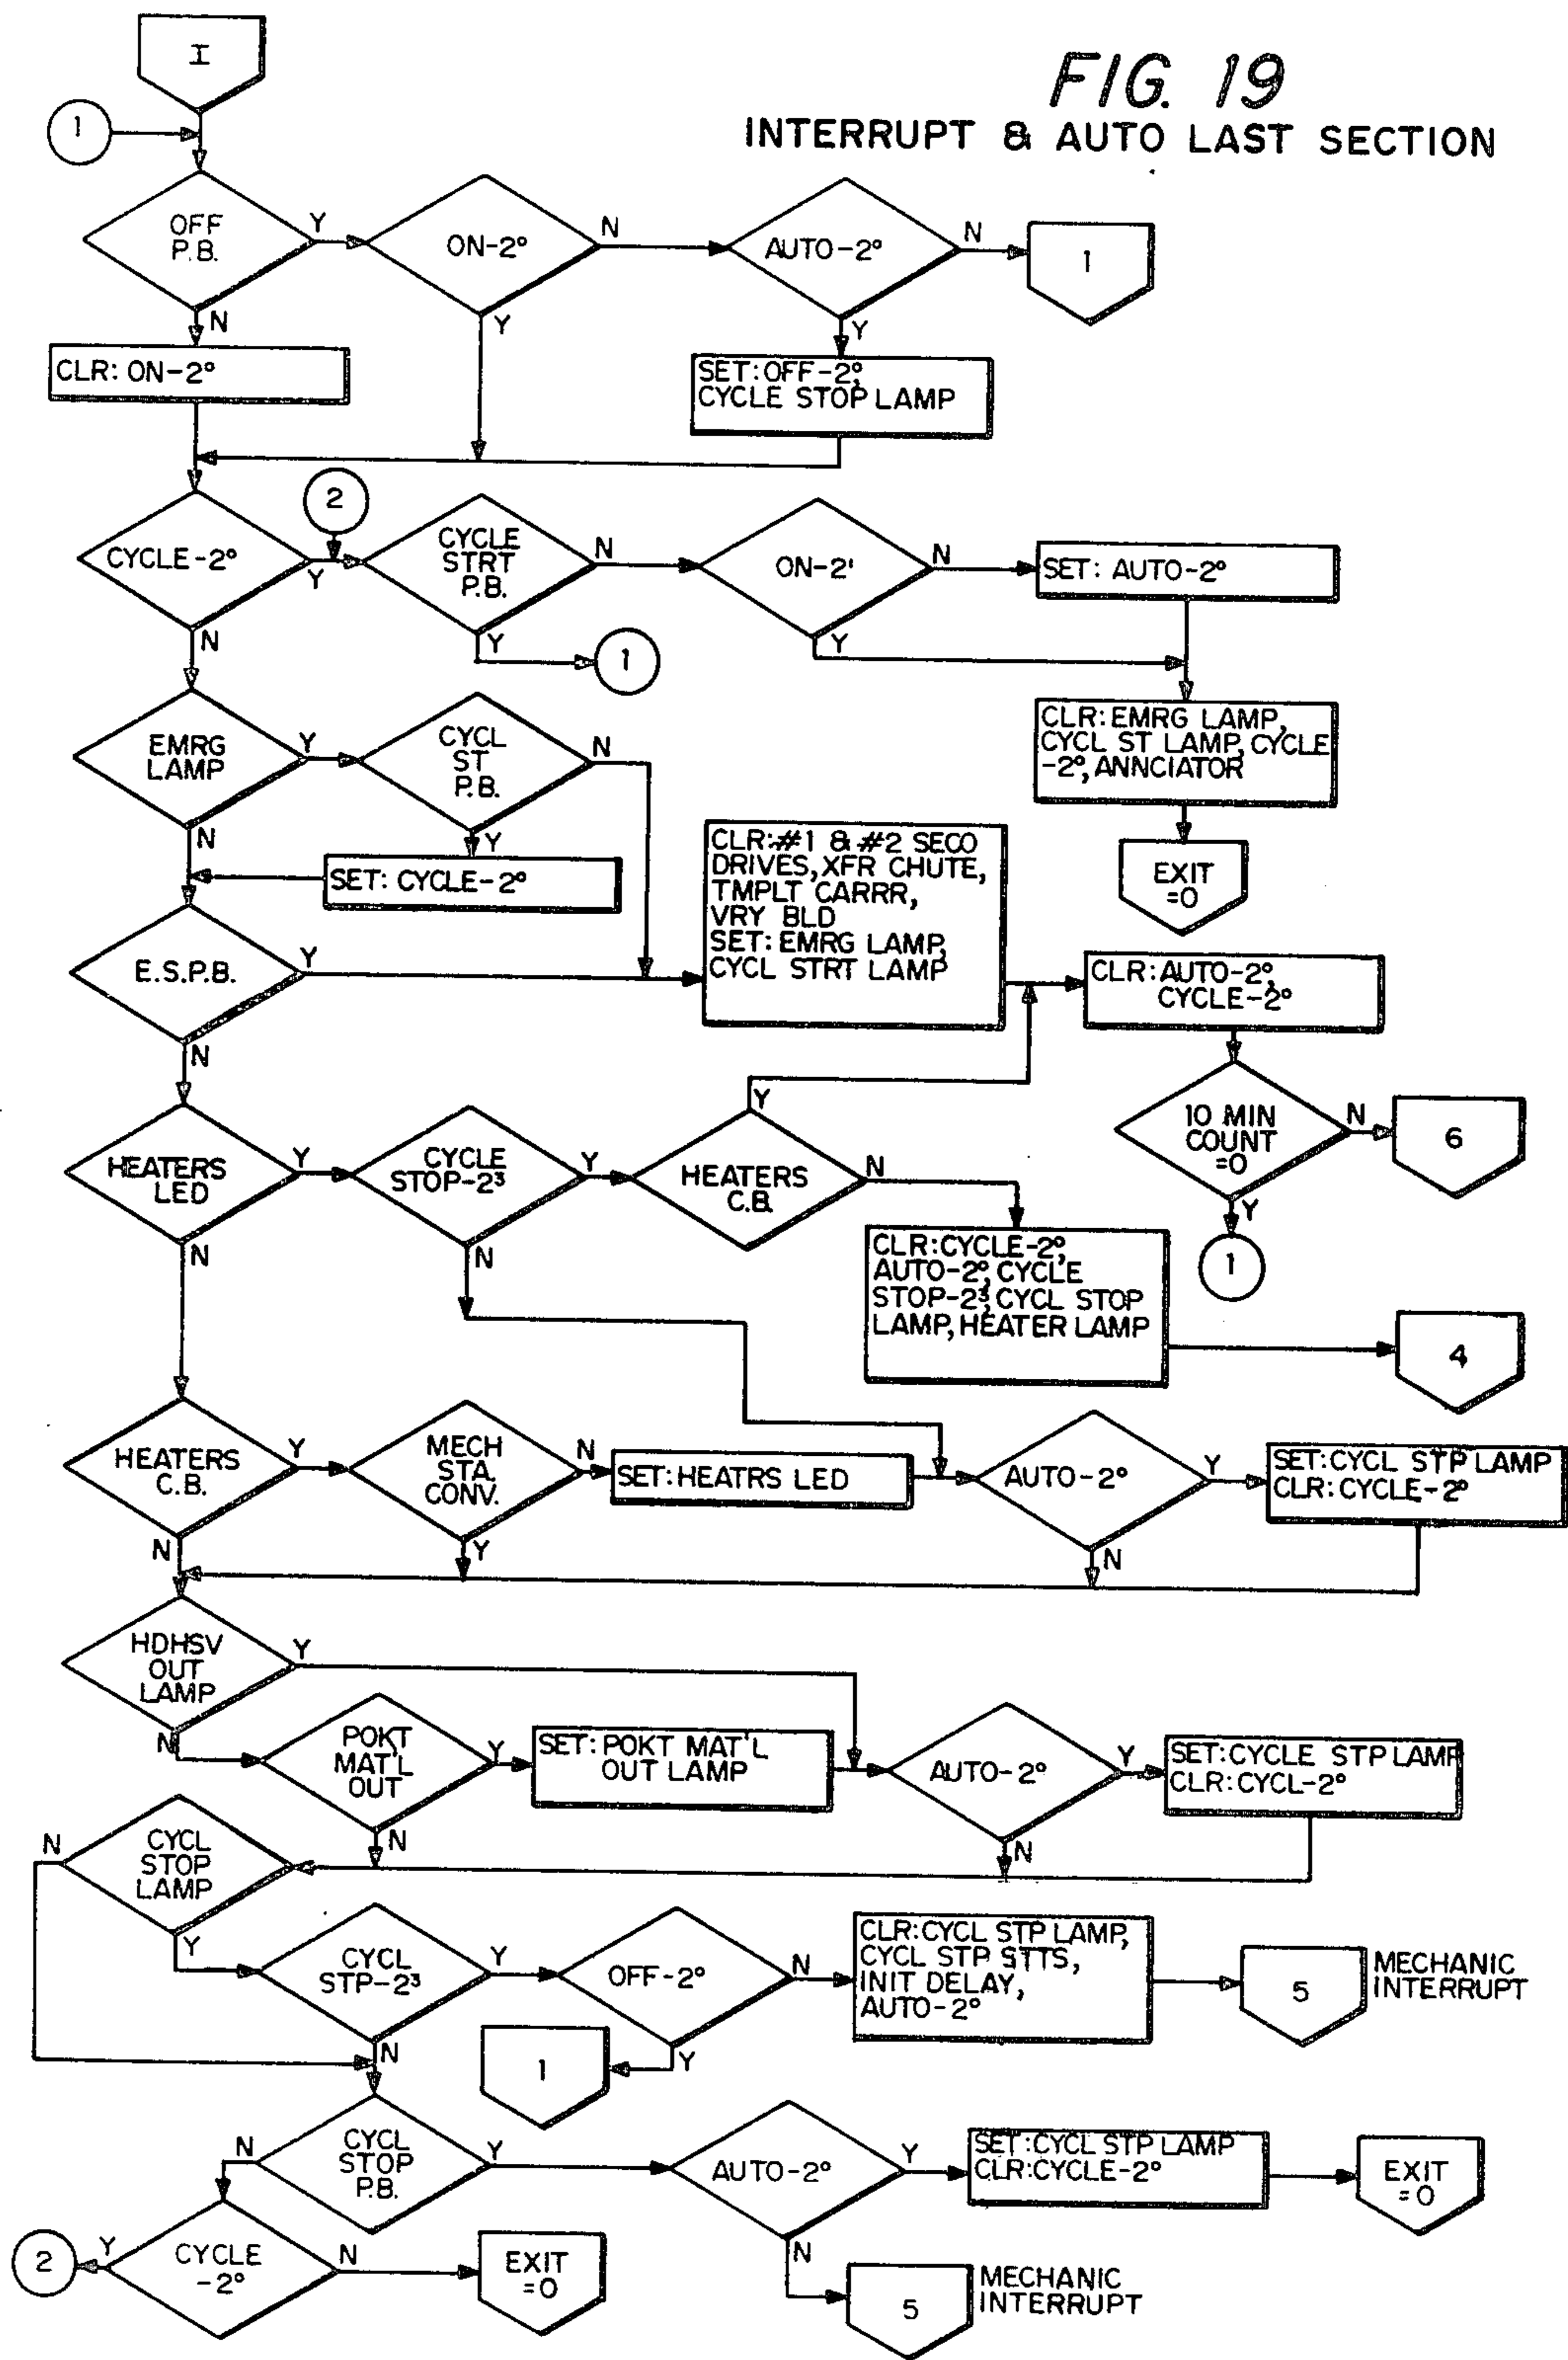 I
FIG. 19
INTERRUPT & AUTO LAST SECTION
1
OFF
P.B.
Y
N
ON-2°
N
Y
AUTO-2°
N
Y
1
CLR: ON-2°
SET: OFF-2°,
CYCLE STOP LAMP
2
CYCLE-2°
Y
N
CYCLE
STRT
P.B.
N
Y
1
ON-2'
N
Y
SET: AUTO-2°
CLR: EMRG LAMP,
CYCL ST LAMP, CYCLE
-2°, ANNCIATOR
EXIT
=0
EMRG
LAMP
Y
N
CYCL
ST
P.B.
N
Y
SET: CYCLE-2°
E.S.P.B.
Y
N
CLR: #1 & #2 SECO
DRIVES, XFR CHUTE,
TMPLT CARRR,
VRY BLD
SET: EMRG LAMP,
CYCL STRT LAMP
CLR: AUTO-2°,
CYCLE-2°
10 MIN
COUNT
=0
N
Y
6
1
HEATERS
LED
Y
N
CYCLE
STOP-2³
Y
N
HEATERS
C.B.
Y
N
CLR: CYCLE-2°,
AUTO-2°, CYCLE
STOP-2³, CYCL STOP
LAMP, HEATER LAMP
4
HEATERS
C.B.
Y
N
MECH
STA.
CONV.
N
Y
SET: HEATRS LED
AUTO-2°
Y
N
SET: CYCL STP LAMP
CLR: CYCLE-2°
HDHSV
OUT
LAMP
Y
N
POKT
MAT'L
OUT
Y
N
SET: POKT MAT'L
OUT LAMP
AUTO-2°
Y
N
SET: CYCLE STP LAMP
CLR: CYCL-2°
CYCL
STOP
LAMP
N
Y
CYCL
STP-2³
Y
N
OFF-2°
N
Y
1
CLR: CYCL STP LAMP,
CYCL STP STTS,
INIT DELAY,
AUTO-2°
5
MECHANIC
INTERRUPT
CYCL
STOP
P.B.
N
Y
AUTO-2°
Y
N
SET: CYCL STP LAMP
CLR: CYCLE-2°
EXIT
=0
2
CYCLE
-2°
Y
N
EXIT
=0
5
MECHANIC
INTERRUPT